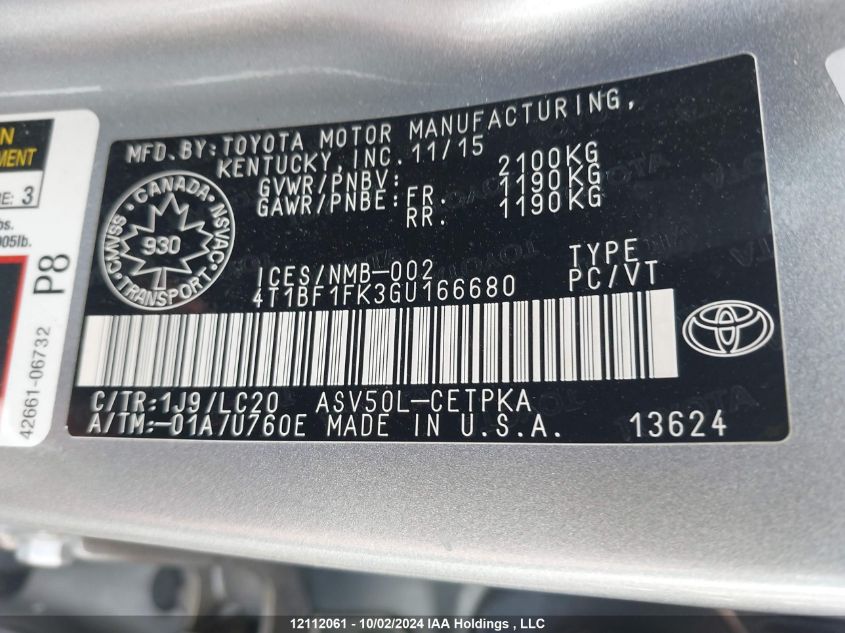 MFD.BY:TOYOTA MOTOR MANUFACTURING,
KENTUCKY, INC. 11/15
GVWR/PNBV: 2100KG
GAWR/PNBE: FR. 1190KG
RR. 1190KG
CANADA
CMVSS 930 NSVAC
TRANSPORT
ICES/NMB-002
4T1BF1FK3GU166680
TYPE
PC/VT
C/TR:1J9/LC20 ASV50L-CETPKA
A/TM:-01A/U760E MADE IN U.S.A.
13624
P8
42661-06732
E: 3
905lb.
12112061 - 10/02/2024 IAA Holdings , LLC